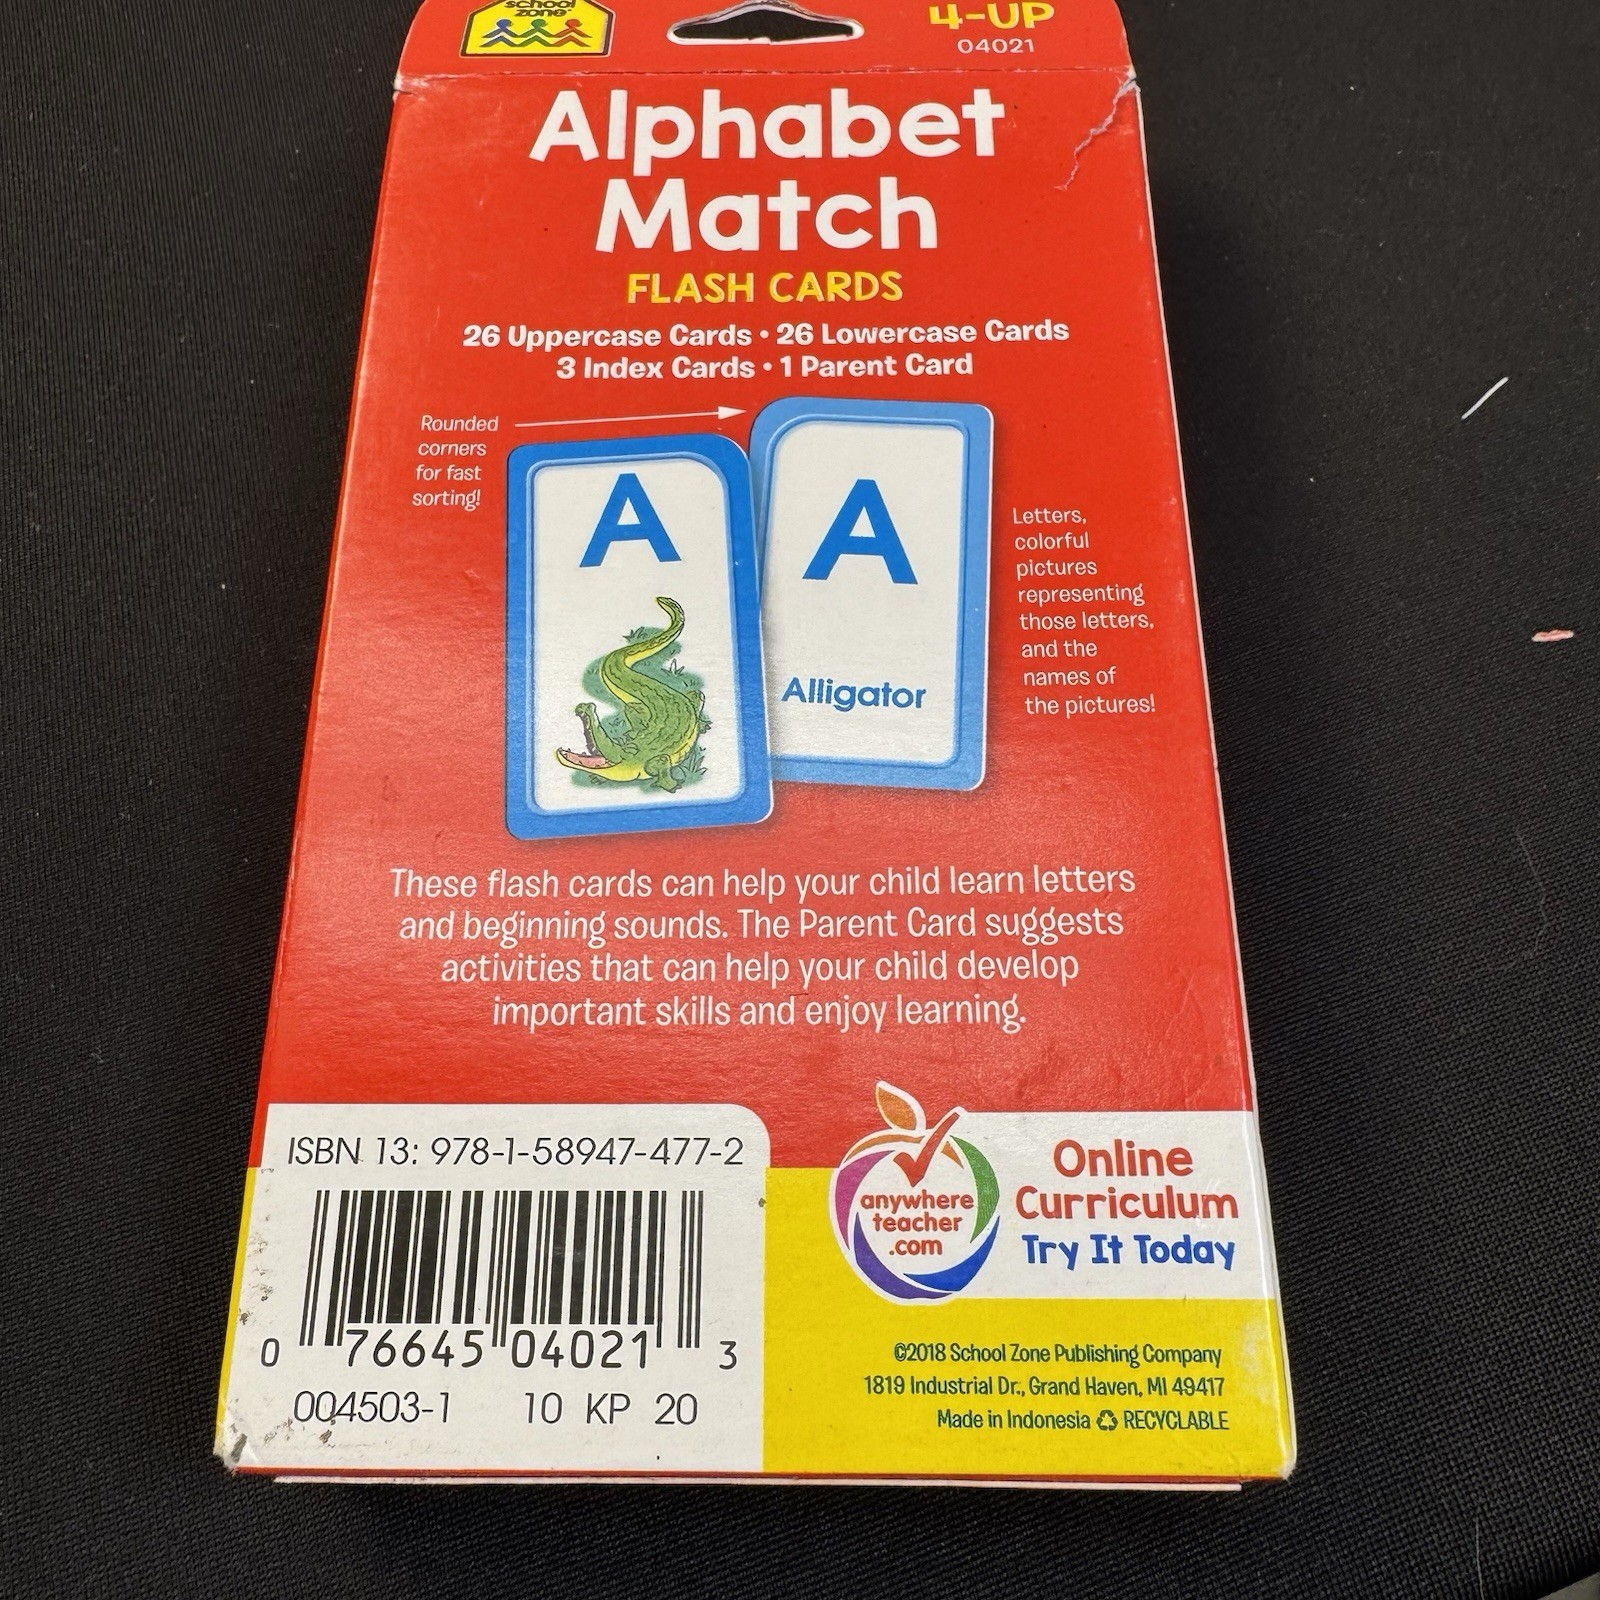 school
zone
4-UP
04021
Alphabet
Match
FLASH CARDS
26 Uppercase Cards • 26 Lowercase Cards
3 Index Cards • 1 Parent Card
Rounded
corners
for fast
sorting!
A
A
Alligator
Letters,
colorful
pictures
representing
those letters,
and the
names of
the pictures!
These flash cards can help your child learn letters
and beginning sounds. The Parent Card suggests
activities that can help your child develop
important skills and enjoy learning.
ISBN 13: 978-1-58947-477-2
0 76645 04021 3
004503-1 10 KP 20
anywhere
teacher
.com
Online
Curriculum
Try It Today
©2018 School Zone Publishing Company
1819 Industrial Dr., Grand Haven, MI 49417
Made in Indonesia ♻ RECYCLABLE